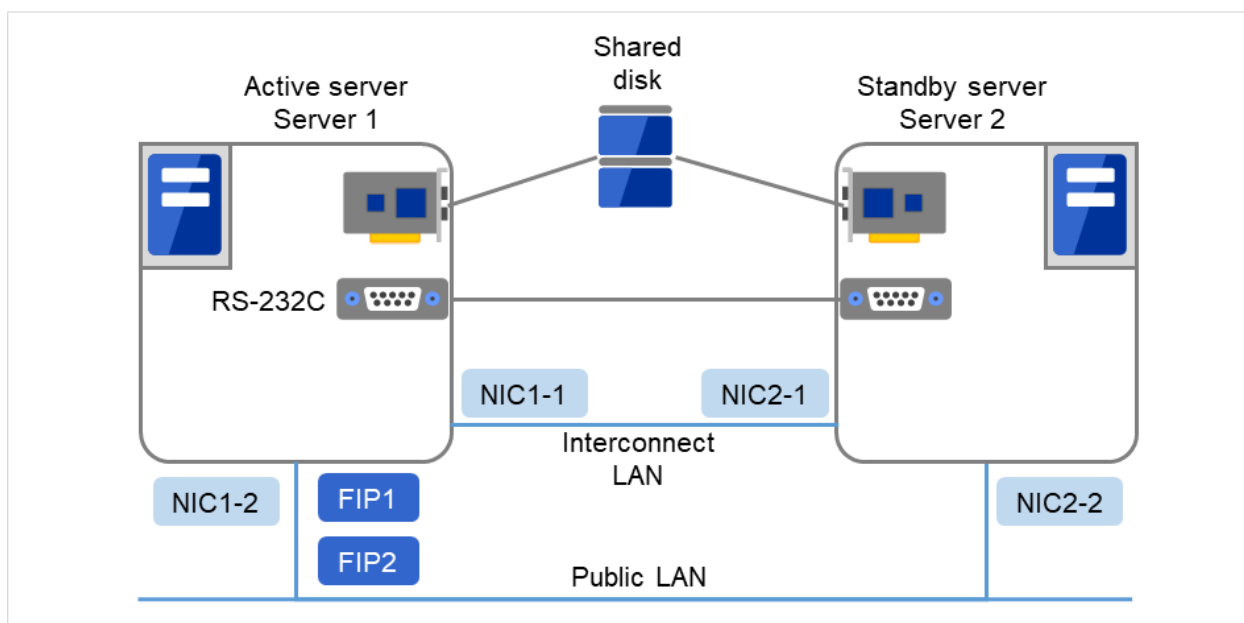 Shared
disk
Active server
Server 1
Standby server
Server 2
RS-232C
NIC1-1
NIC2-1
Interconnect
LAN
NIC1-2
FIP1
NIC2-2
FIP2
Public LAN